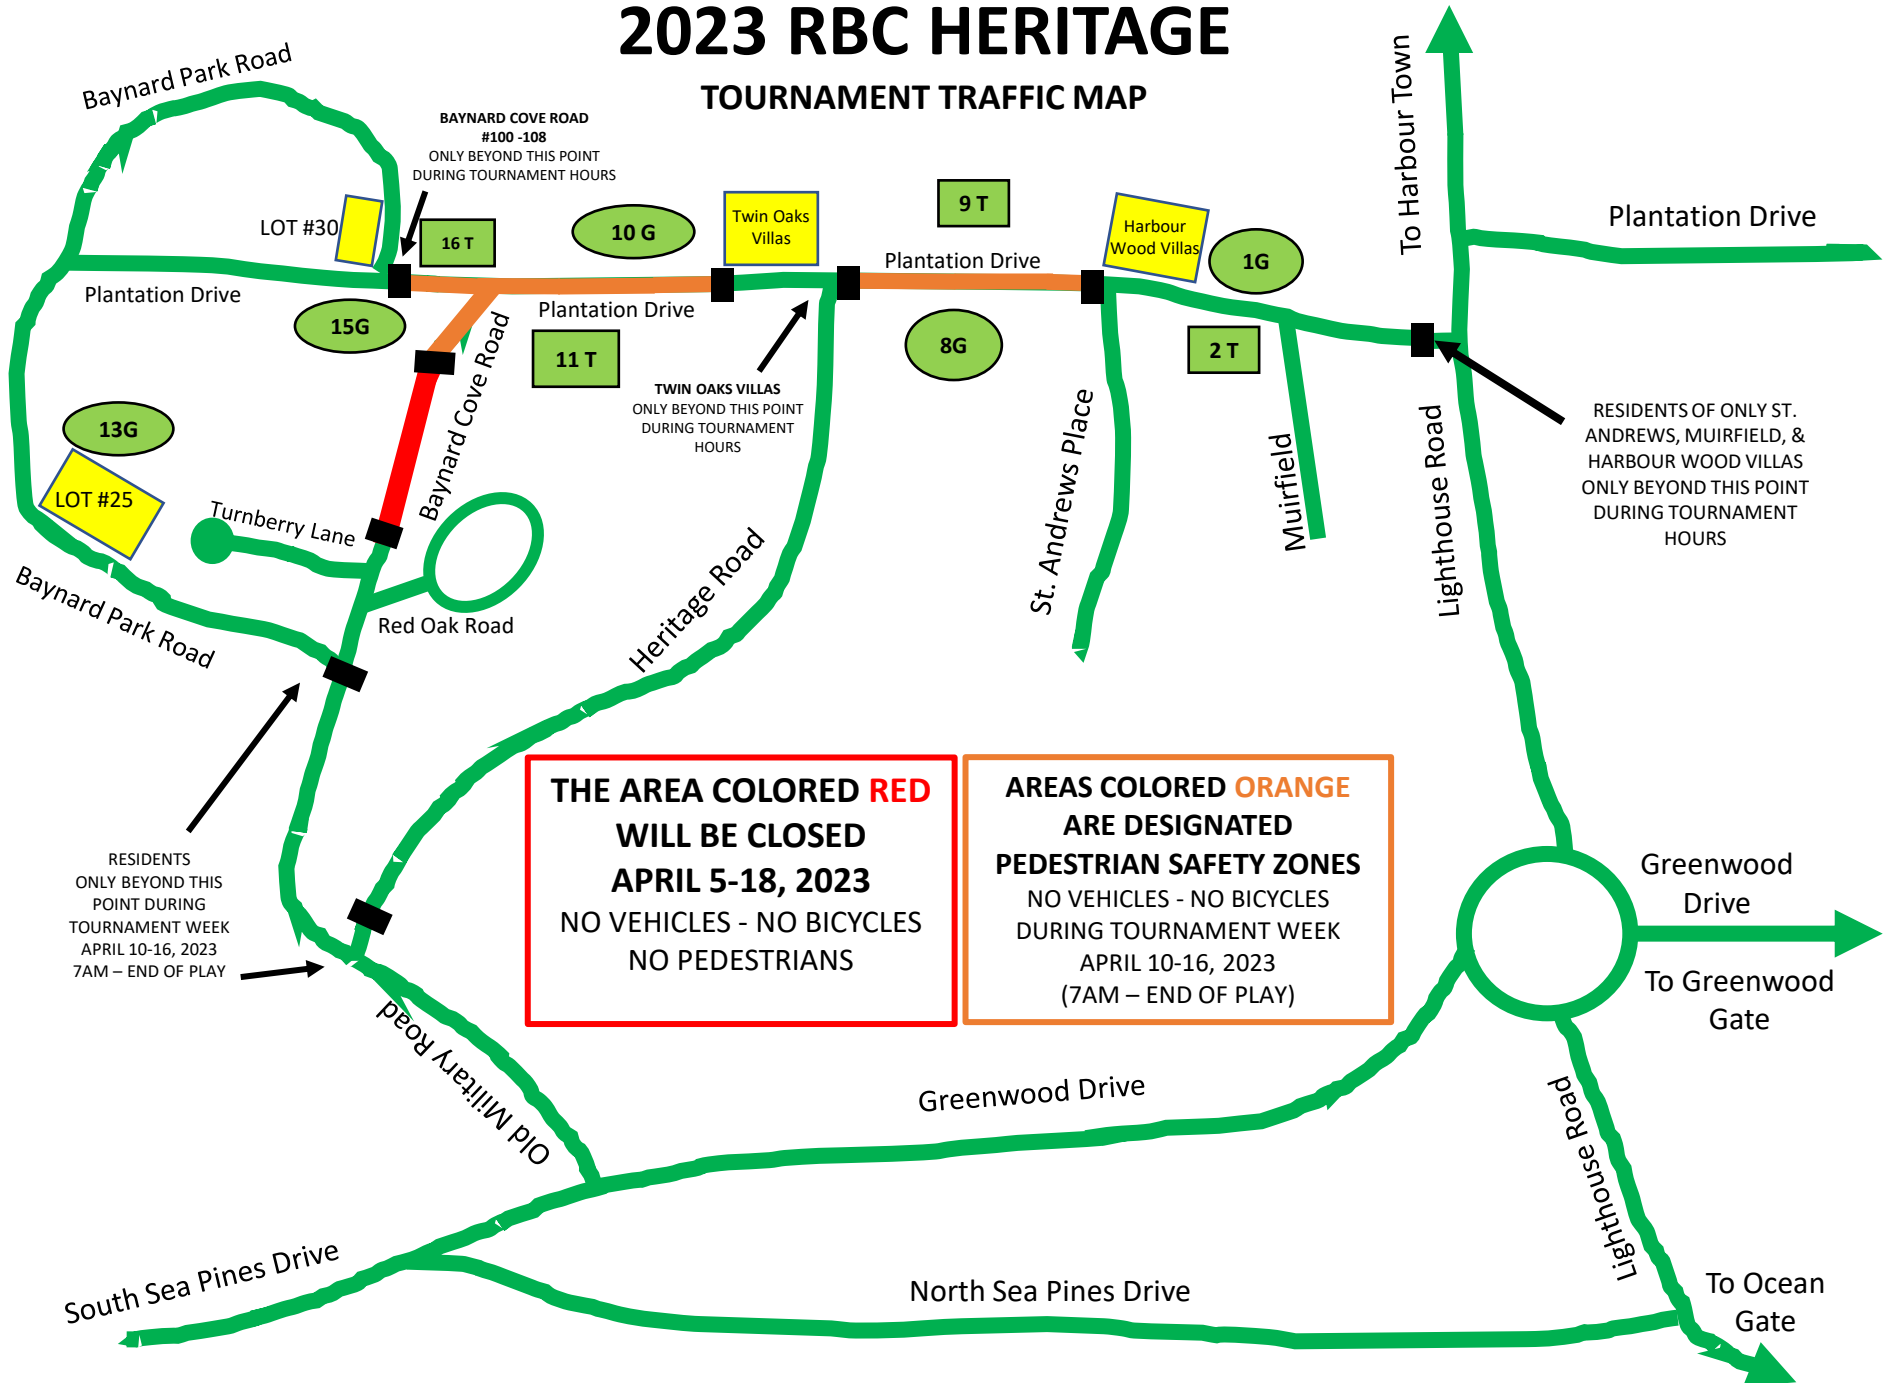 2023 RBC HERITAGE
TOURNAMENT TRAFFIC MAP
Baynard Park Road
BAYNARD COVE ROAD
#100 -108
ONLY BEYOND THIS POINT
DURING TOURNAMENT HOURS
To Harbour Town
LOT #30
16 T
10 G
Twin Oaks
Villas
9 T
Harbour
Wood Villas
1G
Plantation Drive
Plantation Drive
Plantation Drive
Plantation Drive
15G
11 T
8G
2 T
Baynard Cove Road
TWIN OAKS VILLAS
ONLY BEYOND THIS POINT
DURING TOURNAMENT
HOURS
St. Andrews Place
Muirfield
Lighthouse Road
RESIDENTS OF ONLY ST.
ANDREWS, MUIRFIELD, &
HARBOUR WOOD VILLAS
ONLY BEYOND THIS POINT
DURING TOURNAMENT
HOURS
13G
LOT #25
Turnberry Lane
Baynard Park Road
Red Oak Road
Heritage Road
RESIDENTS
ONLY BEYOND THIS
POINT DURING
TOURNAMENT WEEK
APRIL 10-16, 2023
7AM – END OF PLAY
THE AREA COLORED RED
WILL BE CLOSED
APRIL 5-18, 2023
NO VEHICLES - NO BICYCLES
NO PEDESTRIANS
AREAS COLORED ORANGE
ARE DESIGNATED
PEDESTRIAN SAFETY ZONES
NO VEHICLES - NO BICYCLES
DURING TOURNAMENT WEEK
APRIL 10-16, 2023
(7AM – END OF PLAY)
Greenwood
Drive
To Greenwood
Gate
Old Military Road
Greenwood Drive
Lighthouse Road
South Sea Pines Drive
North Sea Pines Drive
To Ocean
Gate